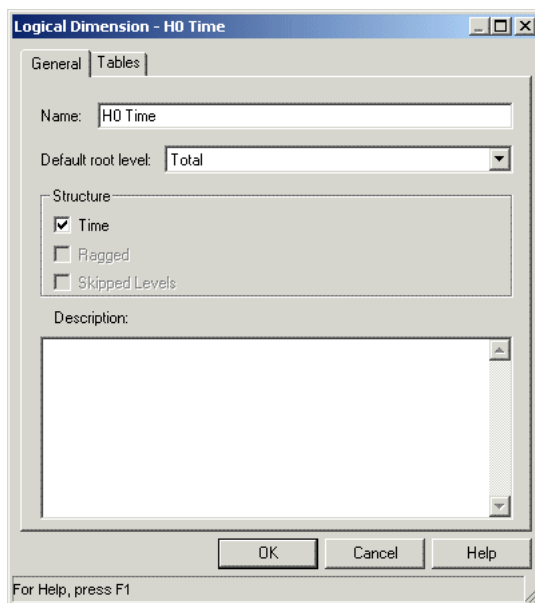 Logical Dimension - H0 Time
General Tables
Name: H0 Time
Default root level: Total
Structure
Time
Ragged
Skipped Levels
Description:
OK Cancel Help
For Help, press F1